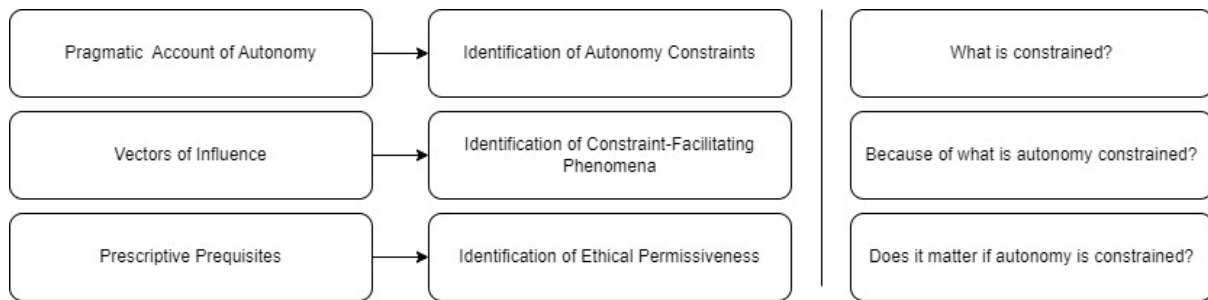 Pragmatic Account of Autonomy
Identification of Autonomy Constraints
What is constrained?
Vectors of Influence
Identification of Constraint-Facilitating
Phenomena
Because of what is autonomy constrained?
Prescriptive Prequisites
Identification of Ethical Permissiveness
Does it matter if autonomy is constrained?